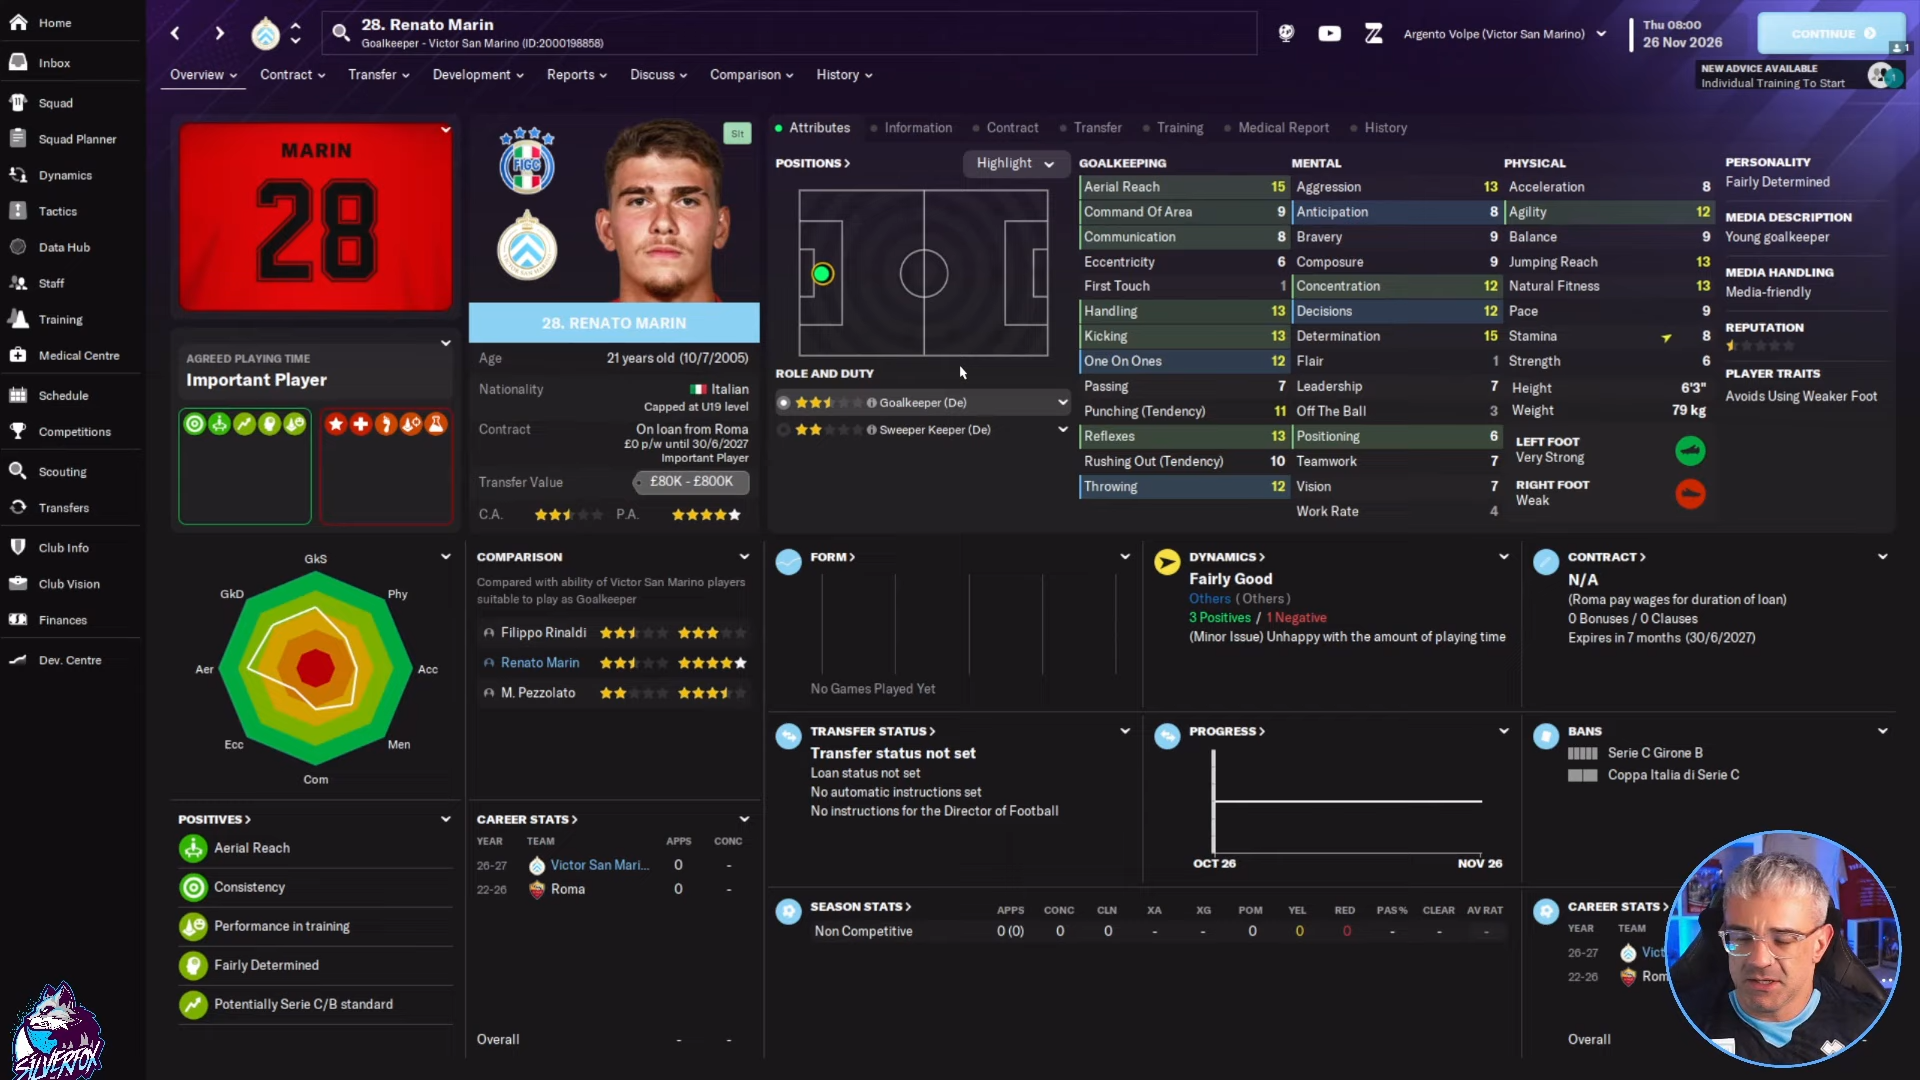 Home
Inbox
Squad
Squad Planner
Dynamics
Tactics
Data Hub
Staff
Training
Medical Centre
Schedule
Competitions
Scouting
Transfers
Club Info
Club Vision
Finances
Dev. Centre
SILVERFOX
28. Renato Marin
Goalkeeper - Victor San Marino (ID:2000198858)
Argento Volpe (Victor San Marino)
Thu 08:00
26 Nov 2026
CONTINUE
1
NEW ADVICE AVAILABLE
Individual Training To Start
Overview
Contract
Transfer
Development
Reports
Discuss
Comparison
History
MARIN
28
AGREED PLAYING TIME
Important Player
FIGC
Slt
28. RENATO MARIN
Age 21 years old (10/7/2005)
Nationality Italian
Capped at U19 level
Contract On loan from Roma
£0 p/w until 30/6/2027
Important Player
Transfer Value £80K - £800K
C.A. P.A.
Attributes
Information
Contract
Transfer
Training
Medical Report
History
POSITIONS
Highlight
ROLE AND DUTY
Goalkeeper (De)
Sweeper Keeper (De)
GOALKEEPING
Aerial Reach 15
Command Of Area 9
Communication 8
Eccentricity 6
First Touch 1
Handling 13
Kicking 13
One On Ones 12
Passing 7
Punching (Tendency) 11
Reflexes 13
Rushing Out (Tendency) 10
Throwing 12
MENTAL
Aggression 13
Anticipation 8
Bravery 9
Composure 9
Concentration 12
Decisions 12
Determination 15
Flair 1
Leadership 7
Off The Ball 3
Positioning 6
Teamwork 7
Vision 7
Work Rate 4
PHYSICAL
Acceleration 8
Agility 12
Balance 9
Jumping Reach 13
Natural Fitness 13
Pace 9
Stamina 8
Strength 6
Height 6'3"
Weight 79 kg
LEFT FOOT
Very Strong
RIGHT FOOT
Weak
PERSONALITY
Fairly Determined
MEDIA DESCRIPTION
Young goalkeeper
MEDIA HANDLING
Media-friendly
REPUTATION
PLAYER TRAITS
Avoids Using Weaker Foot
GkS
Phy
Acc
Men
Com
Ecc
Aer
GkD
COMPARISON
Compared with ability of Victor San Marino players
suitable to play as Goalkeeper
Filippo Rinaldi
Renato Marin
M. Pezzolato
FORM
No Games Played Yet
DYNAMICS
Fairly Good
Others (Others)
3 Positives / 1 Negative
(Minor Issue) Unhappy with the amount of playing time
CONTRACT
N/A
(Roma pay wages for duration of loan)
0 Bonuses / 0 Clauses
Expires in 7 months (30/6/2027)
TRANSFER STATUS
Transfer status not set
Loan status not set
No automatic instructions set
No instructions for the Director of Football
PROGRESS
OCT 26 NOV 26
BANS
Serie C Girone B
Coppa Italia di Serie C
POSITIVES
Aerial Reach
Consistency
Performance in training
Fairly Determined
Potentially Serie C/B standard
CAREER STATS
YEAR TEAM APPS CONC
26-27 Victor San Mari... 0 -
22-26 Roma 0 -
Overall - -
SEASON STATS
APPS CONC CLN XA XG POM YEL RED PAS% CLEAR AV RAT
Non Competitive 0 (0) 0 0 - - 0 0 0 - - -
CAREER STATS
YEAR TEAM
26-27 Vict
22-26 Rom
Overall